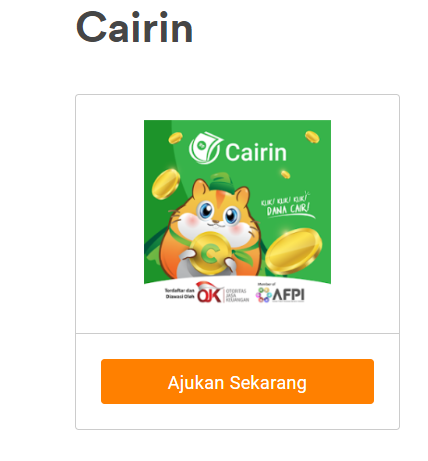 Cairin
Cairin
KLIK! KLIK! KLIK!
DANA CAIR!
C
Terdaftar dan
Diawasi Oleh
OJK
OTORITAS
JASA
KEUANGAN
Member of
AFPI
Ajukan Sekarang